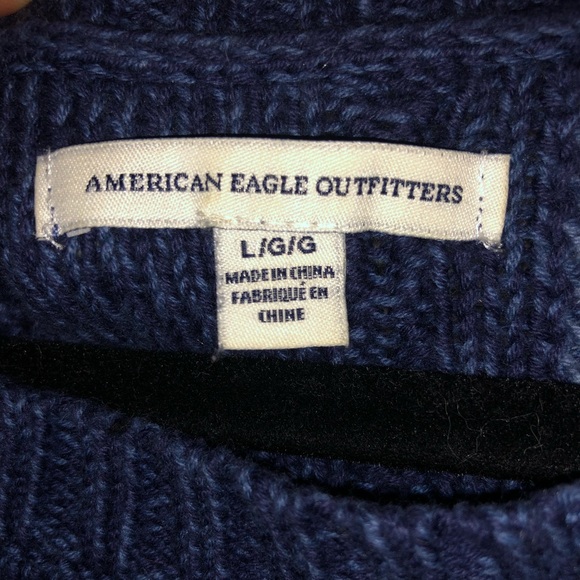 AMERICAN EAGLE OUTFITTERS
L/G/G
MADE IN CHINA
FABRIQUÉ EN
CHINE